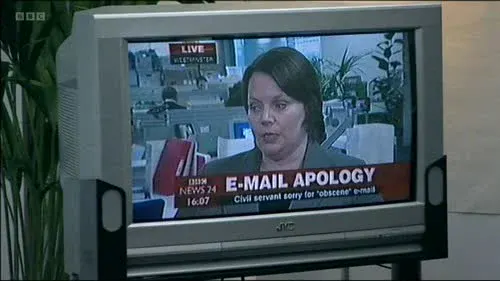 BBC
LIVE
WESTMINSTER
BBC
NEWS 24
16:07
E-MAIL APOLOGY
Civil servant sorry for "obscene" e-mail
JVC